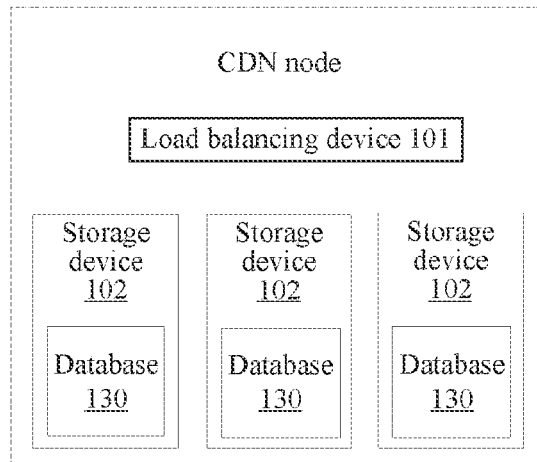 CDN node
Load balancing device 101
Storage
device
102
Database
130
Storage
device
102
Database
130
Storage
device
102
Database
130